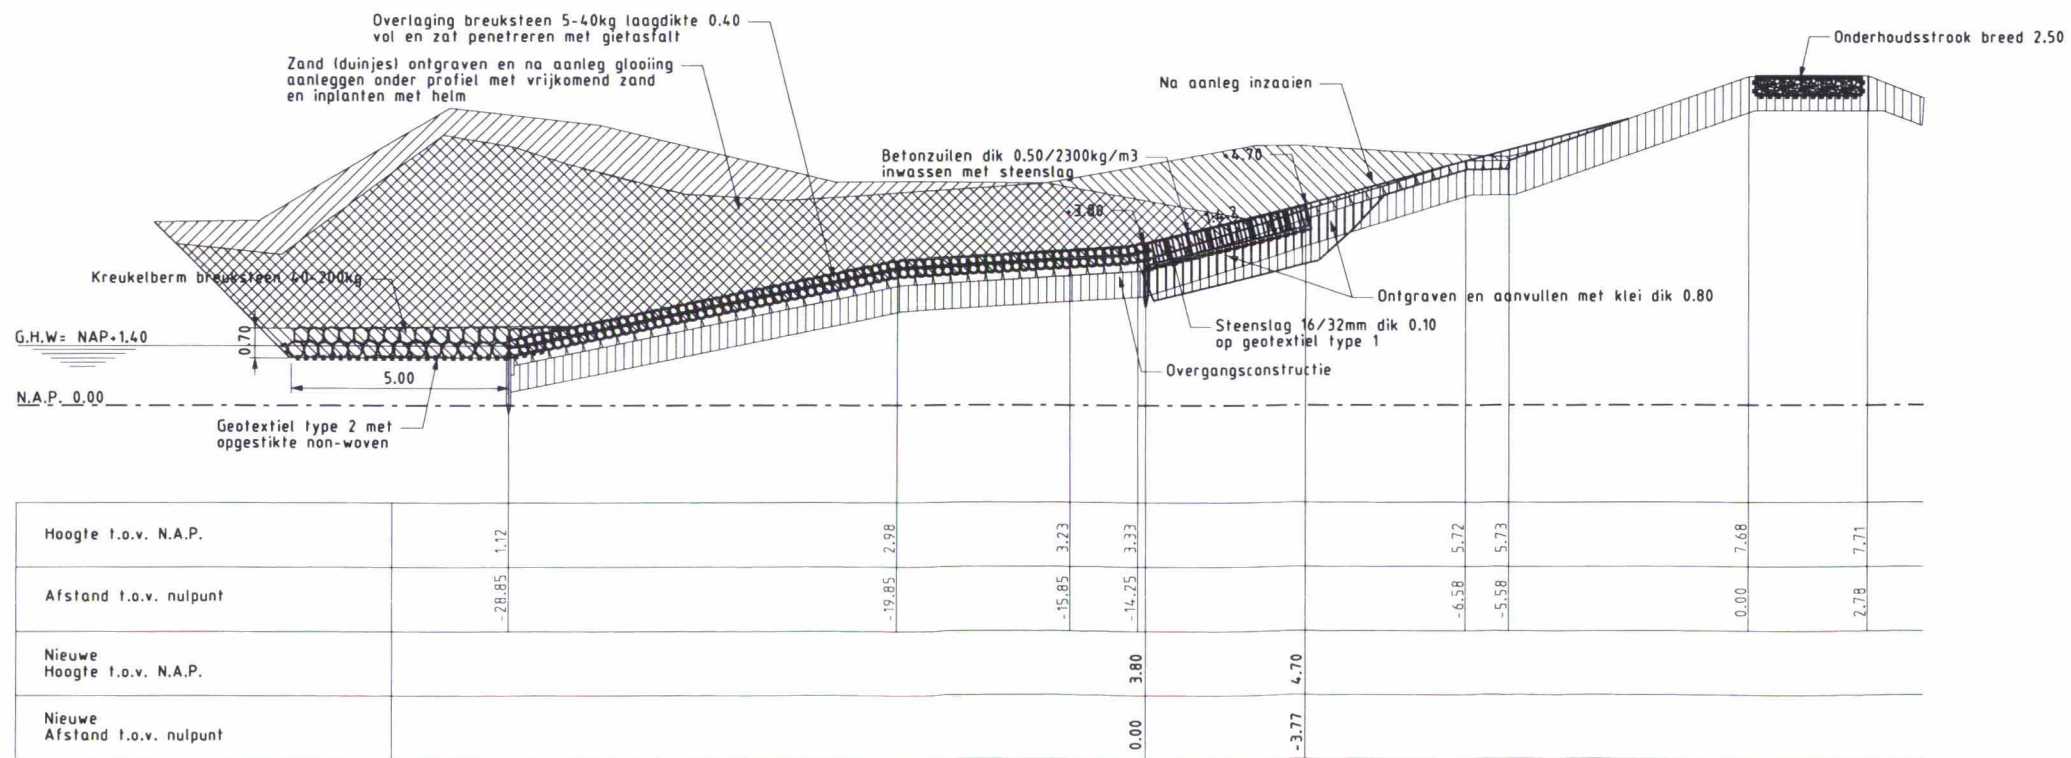 Overlaging breuksteen 5-40kg laagdikte 0.40
vol en zat penetreren met gietasfalt
Onderhoudsstrook breed 2.50
Zand (duinjes) ontgraven en na aanleg glooiing
aanleggen onder profiel met vrijkomend zand
en inplanten met helm
Na aanleg inzaaien
Betonzuilen dik 0.50/2300kg/m3
inwassen met steenslag
+4.70
+3.80
1:4.2
Kreukelberm breuksteen 40-200kg
Ontgraven en aanvullen met klei dik 0.80
Steenslag 16/32mm dik 0.10
op geotextiel type 1
G.H.W= NAP+1.40
0.70
Overgangsconstructie
5.00
N.A.P. 0.00
Geotextiel type 2 met
opgestikte non-woven
Hoogte t.o.v. N.A.P.
1.12
2.98
3.23
3.33
5.72
5.73
7.68
7.71
Afstand t.o.v. nulpunt
-28.85
-19.85
-15.85
-14.25
-6.58
-5.58
0.00
2.78
Nieuwe
Hoogte t.o.v. N.A.P.
3.80
4.70
Nieuwe
Afstand t.o.v. nulpunt
0.00
-3.77